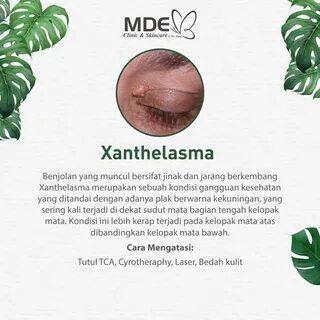 MDE
Clinic & Skincare
Xanthelasma
Benjolan yang muncul bersifat jinak dan jarang berkembang
Xanthelasma merupakan sebuah kondisi gangguan kesehatan
yang ditandai dengan adanya plak berwarna kekuningan, yang
sering kali terjadi di dekat sudut mata bagian tengah kelopak
mata. Kondisi ini lebih kerap terjadi pada kelopak mata atas
dibandingkan kelopak mata bawah.
Cara Mengatasi:
Tutul TCA, Cyrotheraphy, Laser, Bedah kulit